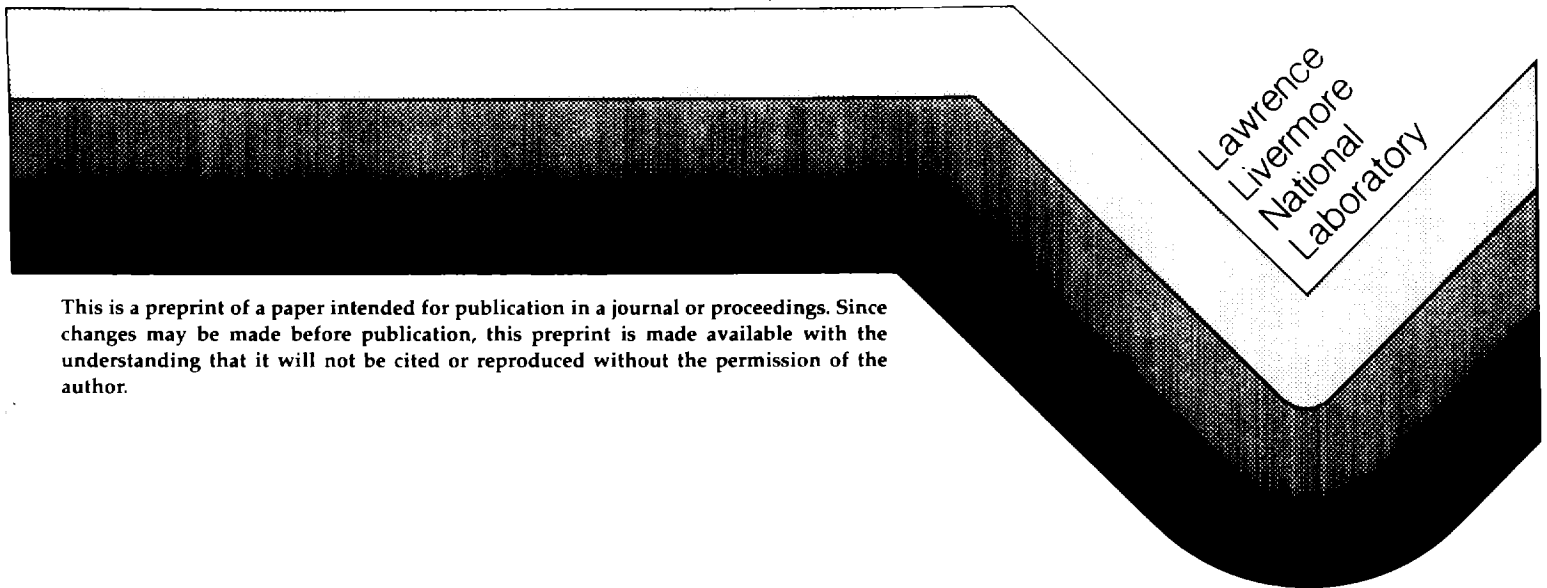 Lawrence
Livermore
National
Laboratory
This is a preprint of a paper intended for publication in a journal or proceedings. Since
changes may be made before publication, this preprint is made available with the
understanding that it will not be cited or reproduced without the permission of the
author.